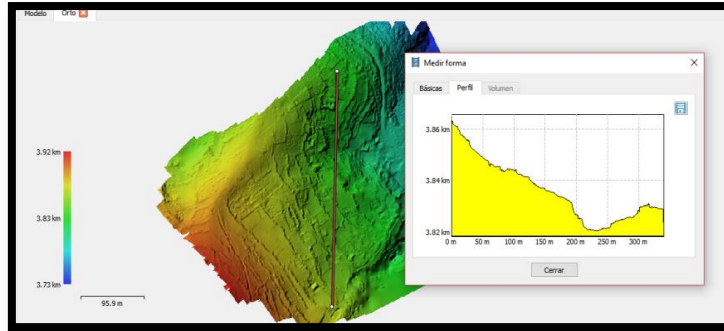 Modelo Orto
Medir forma
Básicas Perfil Volumen
3.86 km
3.84 km
3.82 km
0 m 50 m 100 m 150 m 200 m 250 m 300 m
Cerrar
3.92 km
3.83 km
3.73 km
95.9 m